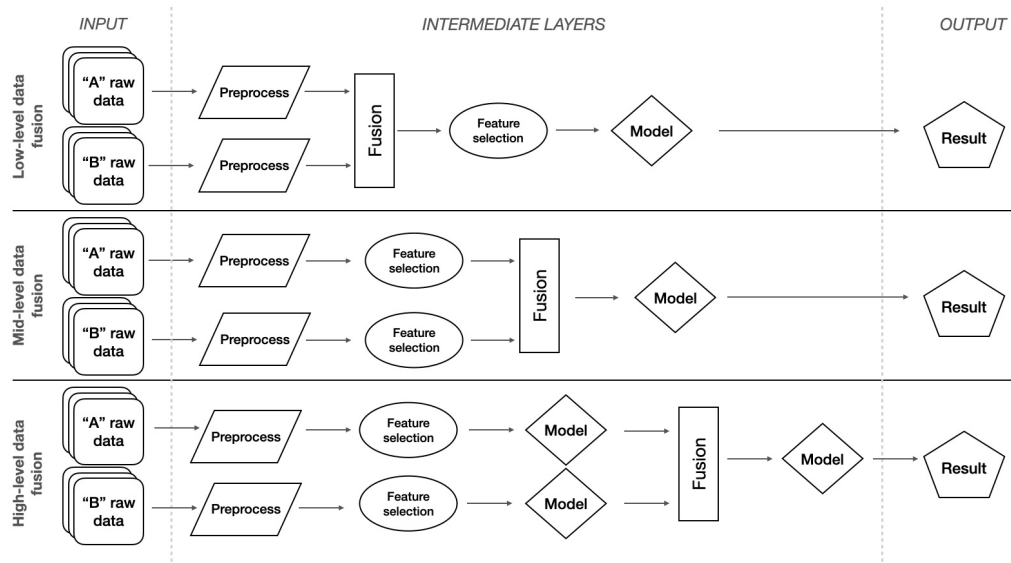 INPUT
INTERMEDIATE LAYERS
OUTPUT
Low-level data
fusion
“A” raw
data
Preprocess
“B” raw
data
Preprocess
Fusion
Feature
selection
Model
Result
Mid-level data
fusion
“A” raw
data
Preprocess
Feature
selection
“B” raw
data
Preprocess
Feature
selection
Fusion
Model
Result
High-level data
fusion
“A” raw
data
Preprocess
Feature
selection
Model
“B” raw
data
Preprocess
Feature
selection
Model
Fusion
Model
Result